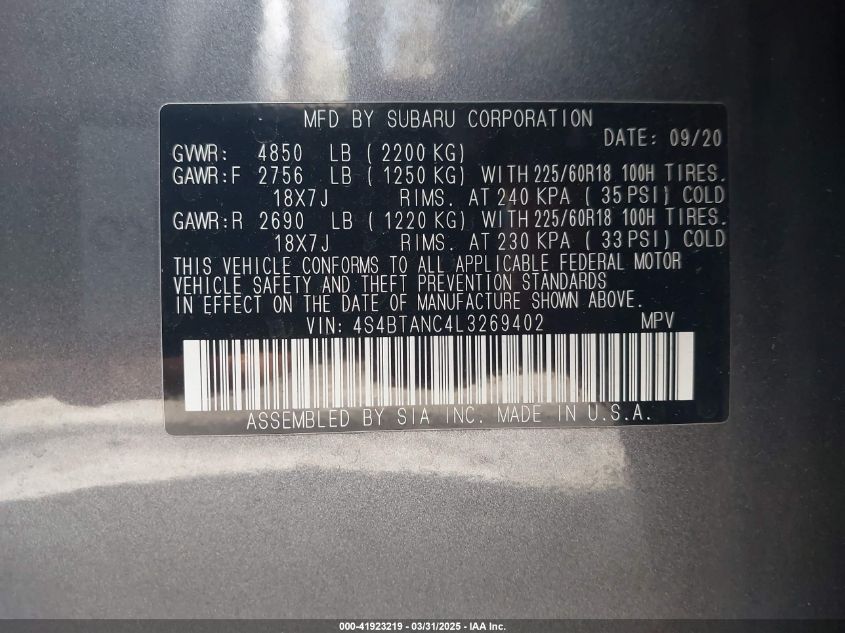 MFD BY SUBARU CORPORATION
DATE: 09/20
GVWR: 4850 LB (2200 KG)
GAWR:F 2756 LB (1250 KG) WITH 225/60R18 100H TIRES.
18X7J RIMS. AT 240 KPA (35 PSI) COLD
GAWR:R 2690 LB (1220 KG) WITH 225/60R18 100H TIRES.
18X7J RIMS. AT 230 KPA (33 PSI) COLD
THIS VEHICLE CONFORMS TO ALL APPLICABLE FEDERAL MOTOR
VEHICLE SAFETY AND THEFT PREVENTION STANDARDS
IN EFFECT ON THE DATE OF MANUFACTURE SHOWN ABOVE.
VIN: 4S4BTANC4L3269402 MPV
ASSEMBLED BY SIA INC. MADE IN U.S.A.
000-41923219 - 03/31/2025 - IAA Inc.